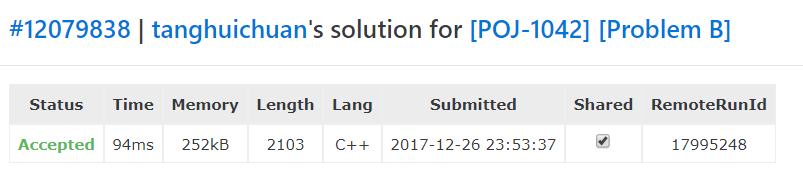 #12079838 | tanghuichuan's solution for [POJ-1042] [Problem B]
Status Time Memory Length Lang Submitted Shared RemoteRunId
Accepted 94ms 252kB 2103 C++ 2017-12-26 23:53:37 17995248